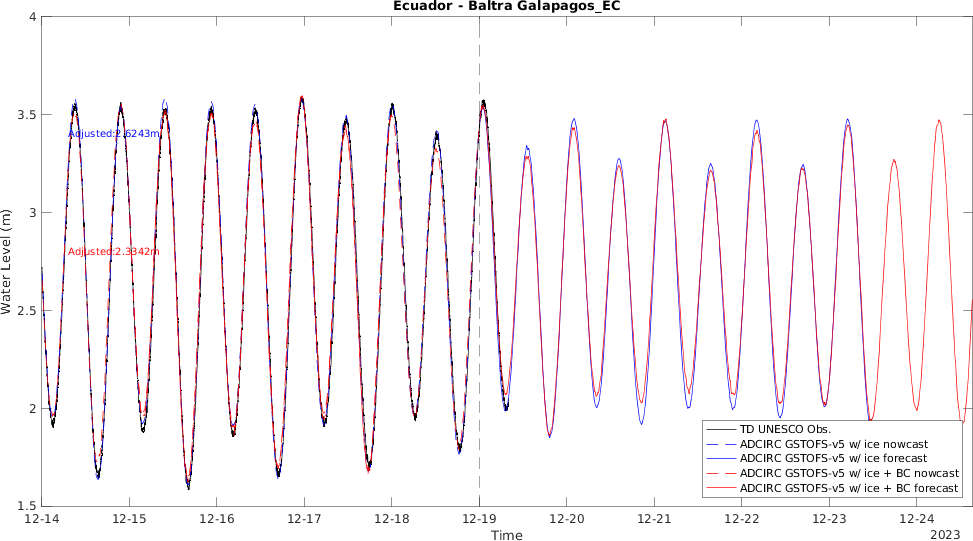 Ecuador - Baltra Galapagos_EC
4
3.5
3
2.5
2
1.5
Water Level (m)
Adjusted:2.6243m
Adjusted:2.3342m
TD UNESCO Obs.
ADCIRC GSTOFS-v5 w/ ice nowcast
ADCIRC GSTOFS-v5 w/ ice forecast
ADCIRC GSTOFS-v5 w/ ice + BC nowcast
ADCIRC GSTOFS-v5 w/ ice + BC forecast
12-14 12-15 12-16 12-17 12-18 12-19 12-20 12-21 12-22 12-23 12-24
2023
Time